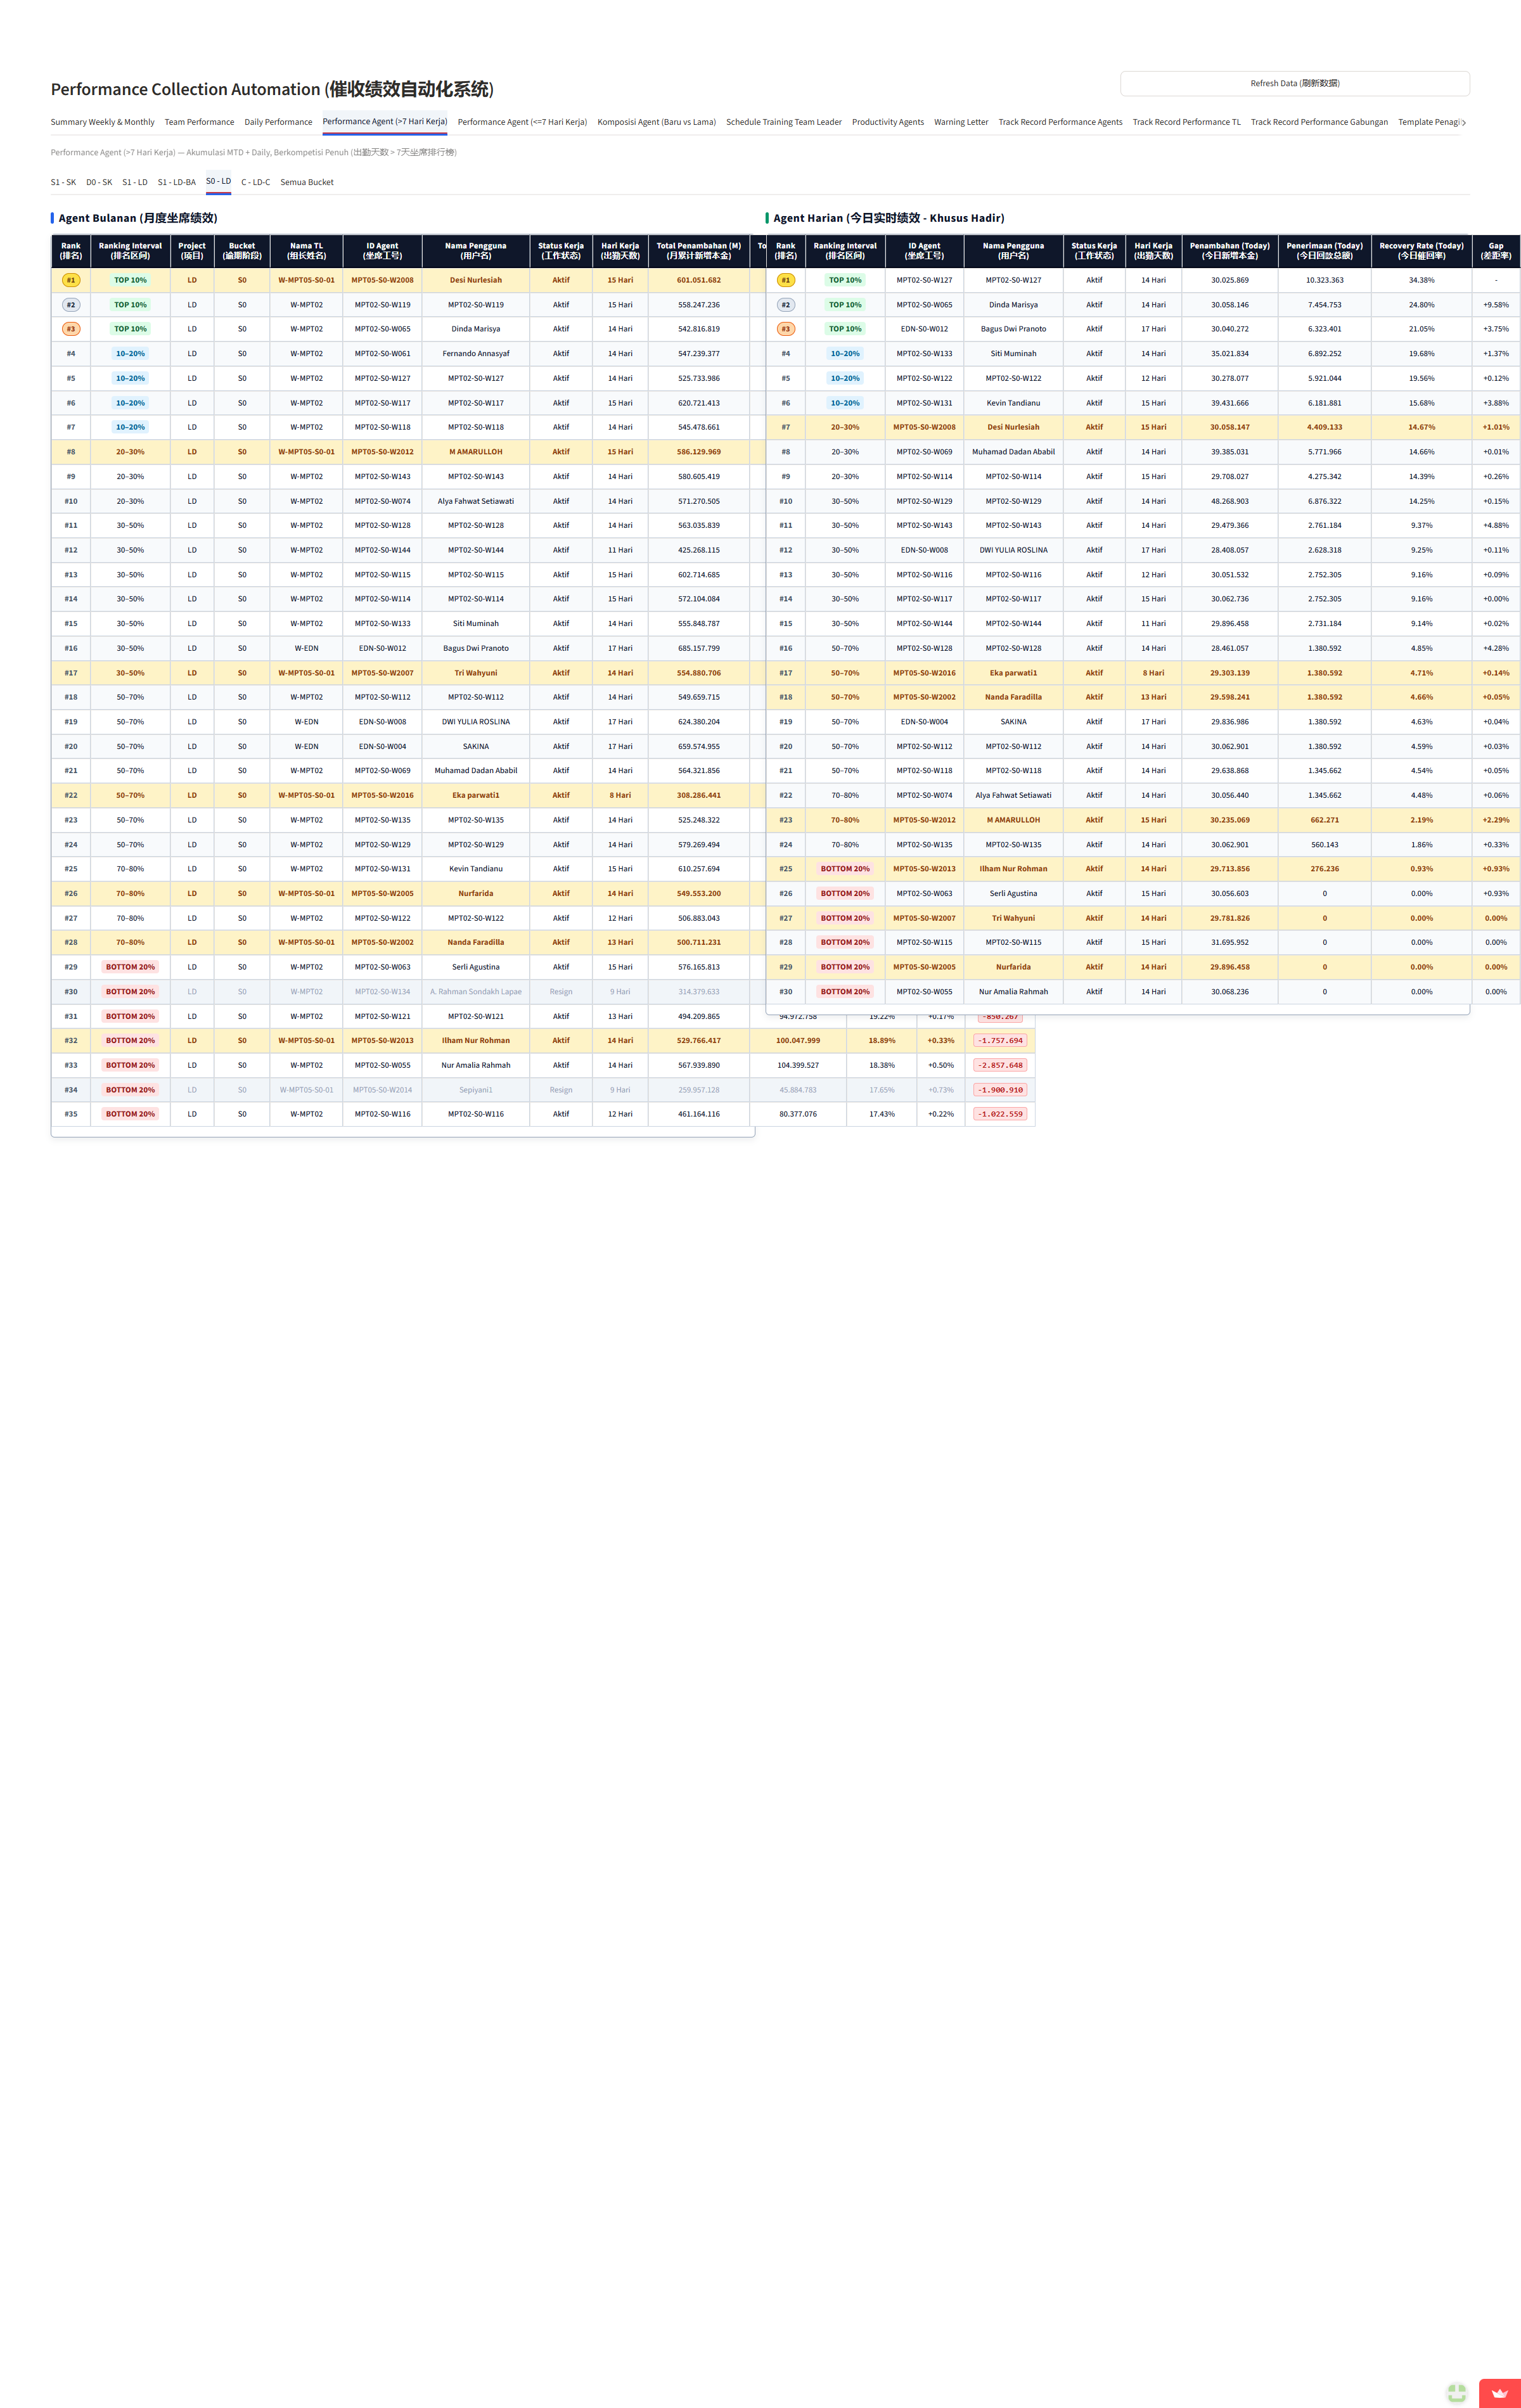 Performance Collection Automation (催收绩效自动化系统)
Refresh Data (刷新数据)
Summary Weekly & Monthly Team Performance Daily Performance Performance Agent (>7 Hari Kerja) Performance Agent (<=7 Hari Kerja) Komposisi Agent (Baru vs Lama) Schedule Training Team Leader Productivity Agents Warning Letter Track Record Performance Agents Track Record Performance TL Track Record Performance Gabungan Template Penagi
Performance Agent (>7 Hari Kerja) — Akumulasi MTD + Daily, Berkompetisi Penuh (出勤天数 > 7天坐席排行榜)
S1 - SK D0 - SK S1 - LD S1 - LD-BA S0 - LD C - LD-C Semua Bucket
Agent Bulanan (月度坐席绩效)
Rank Ranking Interval Project Bucket Nama TL ID Agent Nama Pengguna Status Kerja Hari Kerja Total Penambahan (M) To
(排名) (排名区间) (项目) (逾期阶段) (组长姓名) (坐席工号) (用户名) (工作状态) (出勤天数) (月累计新增本金)
#1 TOP 10% LD S0 W-MPT05-S0-01 MPT05-S0-W2008 Desi Nurlesiah Aktif 15 Hari 601.051.682
#2 TOP 10% LD S0 W-MPT02 MPT02-S0-W119 MPT02-S0-W119 Aktif 15 Hari 558.247.236
#3 TOP 10% LD S0 W-MPT02 MPT02-S0-W065 Dinda Marisya Aktif 14 Hari 542.816.819
#4 10–20% LD S0 W-MPT02 MPT02-S0-W061 Fernando Annasyaf Aktif 14 Hari 547.239.377
#5 10–20% LD S0 W-MPT02 MPT02-S0-W127 MPT02-S0-W127 Aktif 14 Hari 525.733.986
#6 10–20% LD S0 W-MPT02 MPT02-S0-W117 MPT02-S0-W117 Aktif 15 Hari 620.721.413
#7 10–20% LD S0 W-MPT02 MPT02-S0-W118 MPT02-S0-W118 Aktif 14 Hari 545.478.661
#8 20–30% LD S0 W-MPT05-S0-01 MPT05-S0-W2012 M AMARULLOH Aktif 15 Hari 586.129.969
#9 20–30% LD S0 W-MPT02 MPT02-S0-W143 MPT02-S0-W143 Aktif 14 Hari 580.605.419
#10 20–30% LD S0 W-MPT02 MPT02-S0-W074 Alya Fahwat Setiawati Aktif 14 Hari 571.270.505
#11 30–50% LD S0 W-MPT02 MPT02-S0-W128 MPT02-S0-W128 Aktif 14 Hari 563.035.839
#12 30–50% LD S0 W-MPT02 MPT02-S0-W144 MPT02-S0-W144 Aktif 11 Hari 425.268.115
#13 30–50% LD S0 W-MPT02 MPT02-S0-W115 MPT02-S0-W115 Aktif 15 Hari 602.714.685
#14 30–50% LD S0 W-MPT02 MPT02-S0-W114 MPT02-S0-W114 Aktif 15 Hari 572.104.084
#15 30–50% LD S0 W-MPT02 MPT02-S0-W133 Siti Muminah Aktif 14 Hari 555.848.787
#16 30–50% LD S0 W-EDN EDN-S0-W012 Bagus Dwi Pranoto Aktif 17 Hari 685.157.799
#17 30–50% LD S0 W-MPT05-S0-01 MPT05-S0-W2007 Tri Wahyuni Aktif 14 Hari 554.880.706
#18 50–70% LD S0 W-MPT02 MPT02-S0-W112 MPT02-S0-W112 Aktif 14 Hari 549.659.715
#19 50–70% LD S0 W-EDN EDN-S0-W008 DWI YULIA ROSLINA Aktif 17 Hari 624.380.204
#20 50–70% LD S0 W-EDN EDN-S0-W004 SAKINA Aktif 17 Hari 659.574.955
#21 50–70% LD S0 W-MPT02 MPT02-S0-W069 Muhamad Dadan Ababil Aktif 14 Hari 564.321.856
#22 50–70% LD S0 W-MPT05-S0-01 MPT05-S0-W2016 Eka parwati1 Aktif 8 Hari 308.286.441
#23 50–70% LD S0 W-MPT02 MPT02-S0-W135 MPT02-S0-W135 Aktif 14 Hari 525.248.322
#24 50–70% LD S0 W-MPT02 MPT02-S0-W129 MPT02-S0-W129 Aktif 14 Hari 579.269.494
#25 70–80% LD S0 W-MPT02 MPT02-S0-W131 Kevin Tandianu Aktif 15 Hari 610.257.694
#26 70–80% LD S0 W-MPT05-S0-01 MPT05-S0-W2005 Nurfarida Aktif 14 Hari 549.553.200
#27 70–80% LD S0 W-MPT02 MPT02-S0-W122 MPT02-S0-W122 Aktif 12 Hari 506.883.043
#28 70–80% LD S0 W-MPT05-S0-01 MPT05-S0-W2002 Nanda Faradilla Aktif 13 Hari 500.711.231
#29 BOTTOM 20% LD S0 W-MPT02 MPT02-S0-W063 Serli Agustina Aktif 15 Hari 576.165.813
#30 BOTTOM 20% LD S0 W-MPT02 MPT02-S0-W134 A. Rahman Sondakh Lapae Resign 9 Hari 314.379.633
#31 BOTTOM 20% LD S0 W-MPT02 MPT02-S0-W121 MPT02-S0-W121 Aktif 13 Hari 494.209.865 94.972.758 19.22% +0.17% -850.267
#32 BOTTOM 20% LD S0 W-MPT05-S0-01 MPT05-S0-W2013 Ilham Nur Rohman Aktif 14 Hari 529.766.417 100.047.999 18.89% +0.33% -1.757.694
#33 BOTTOM 20% LD S0 W-MPT02 MPT02-S0-W055 Nur Amalia Rahmah Aktif 14 Hari 567.939.890 104.399.527 18.38% +0.50% -2.857.648
#34 BOTTOM 20% LD S0 W-MPT05-S0-01 MPT05-S0-W2014 Sepiyani1 Resign 9 Hari 259.957.128 45.884.783 17.65% +0.73% -1.900.910
#35 BOTTOM 20% LD S0 W-MPT02 MPT02-S0-W116 MPT02-S0-W116 Aktif 12 Hari 461.164.116 80.377.076 17.43% +0.22% -1.022.559
Agent Harian (今日实时绩效 - Khusus Hadir)
Rank Ranking Interval ID Agent Nama Pengguna Status Kerja Hari Kerja Penambahan (Today) Penerimaan (Today) Recovery Rate (Today) Gap
(排名) (排名区间) (坐席工号) (用户名) (工作状态) (出勤天数) (今日新增本金) (今日回款总额) (今日催回率) (差距率)
#1 TOP 10% MPT02-S0-W127 MPT02-S0-W127 Aktif 14 Hari 30.025.869 10.323.363 34.38% -
#2 TOP 10% MPT02-S0-W065 Dinda Marisya Aktif 14 Hari 30.058.146 7.454.753 24.80% +9.58%
#3 TOP 10% EDN-S0-W012 Bagus Dwi Pranoto Aktif 17 Hari 30.040.272 6.323.401 21.05% +3.75%
#4 10–20% MPT02-S0-W133 Siti Muminah Aktif 14 Hari 35.021.834 6.892.252 19.68% +1.37%
#5 10–20% MPT02-S0-W122 MPT02-S0-W122 Aktif 12 Hari 30.278.077 5.921.044 19.56% +0.12%
#6 10–20% MPT02-S0-W131 Kevin Tandianu Aktif 15 Hari 39.431.666 6.181.881 15.68% +3.88%
#7 20–30% MPT05-S0-W2008 Desi Nurlesiah Aktif 15 Hari 30.058.147 4.409.133 14.67% +1.01%
#8 20–30% MPT02-S0-W069 Muhamad Dadan Ababil Aktif 14 Hari 39.385.031 5.771.966 14.66% +0.01%
#9 20–30% MPT02-S0-W114 MPT02-S0-W114 Aktif 15 Hari 29.708.027 4.275.342 14.39% +0.26%
#10 30–50% MPT02-S0-W129 MPT02-S0-W129 Aktif 14 Hari 48.268.903 6.876.322 14.25% +0.15%
#11 30–50% MPT02-S0-W143 MPT02-S0-W143 Aktif 14 Hari 29.479.366 2.761.184 9.37% +4.88%
#12 30–50% EDN-S0-W008 DWI YULIA ROSLINA Aktif 17 Hari 28.408.057 2.628.318 9.25% +0.11%
#13 30–50% MPT02-S0-W116 MPT02-S0-W116 Aktif 12 Hari 30.051.532 2.752.305 9.16% +0.09%
#14 30–50% MPT02-S0-W117 MPT02-S0-W117 Aktif 15 Hari 30.062.736 2.752.305 9.16% +0.00%
#15 30–50% MPT02-S0-W144 MPT02-S0-W144 Aktif 11 Hari 29.896.458 2.731.184 9.14% +0.02%
#16 50–70% MPT02-S0-W128 MPT02-S0-W128 Aktif 14 Hari 28.461.057 1.380.592 4.85% +4.28%
#17 50–70% MPT05-S0-W2016 Eka parwati1 Aktif 8 Hari 29.303.139 1.380.592 4.71% +0.14%
#18 50–70% MPT05-S0-W2002 Nanda Faradilla Aktif 13 Hari 29.598.241 1.380.592 4.66% +0.05%
#19 50–70% EDN-S0-W004 SAKINA Aktif 17 Hari 29.836.986 1.380.592 4.63% +0.04%
#20 50–70% MPT02-S0-W112 MPT02-S0-W112 Aktif 14 Hari 30.062.901 1.380.592 4.59% +0.03%
#21 50–70% MPT02-S0-W118 MPT02-S0-W118 Aktif 14 Hari 29.638.868 1.345.662 4.54% +0.05%
#22 70–80% MPT02-S0-W074 Alya Fahwat Setiawati Aktif 14 Hari 30.056.440 1.345.662 4.48% +0.06%
#23 70–80% MPT05-S0-W2012 M AMARULLOH Aktif 15 Hari 30.235.069 662.271 2.19% +2.29%
#24 70–80% MPT02-S0-W135 MPT02-S0-W135 Aktif 14 Hari 30.062.901 560.143 1.86% +0.33%
#25 BOTTOM 20% MPT05-S0-W2013 Ilham Nur Rohman Aktif 14 Hari 29.713.856 276.236 0.93% +0.93%
#26 BOTTOM 20% MPT02-S0-W063 Serli Agustina Aktif 15 Hari 30.056.603 0 0.00% +0.93%
#27 BOTTOM 20% MPT05-S0-W2007 Tri Wahyuni Aktif 14 Hari 29.781.826 0 0.00% 0.00%
#28 BOTTOM 20% MPT02-S0-W115 MPT02-S0-W115 Aktif 15 Hari 31.695.952 0 0.00% 0.00%
#29 BOTTOM 20% MPT05-S0-W2005 Nurfarida Aktif 14 Hari 29.896.458 0 0.00% 0.00%
#30 BOTTOM 20% MPT02-S0-W055 Nur Amalia Rahmah Aktif 14 Hari 30.068.236 0 0.00% 0.00%